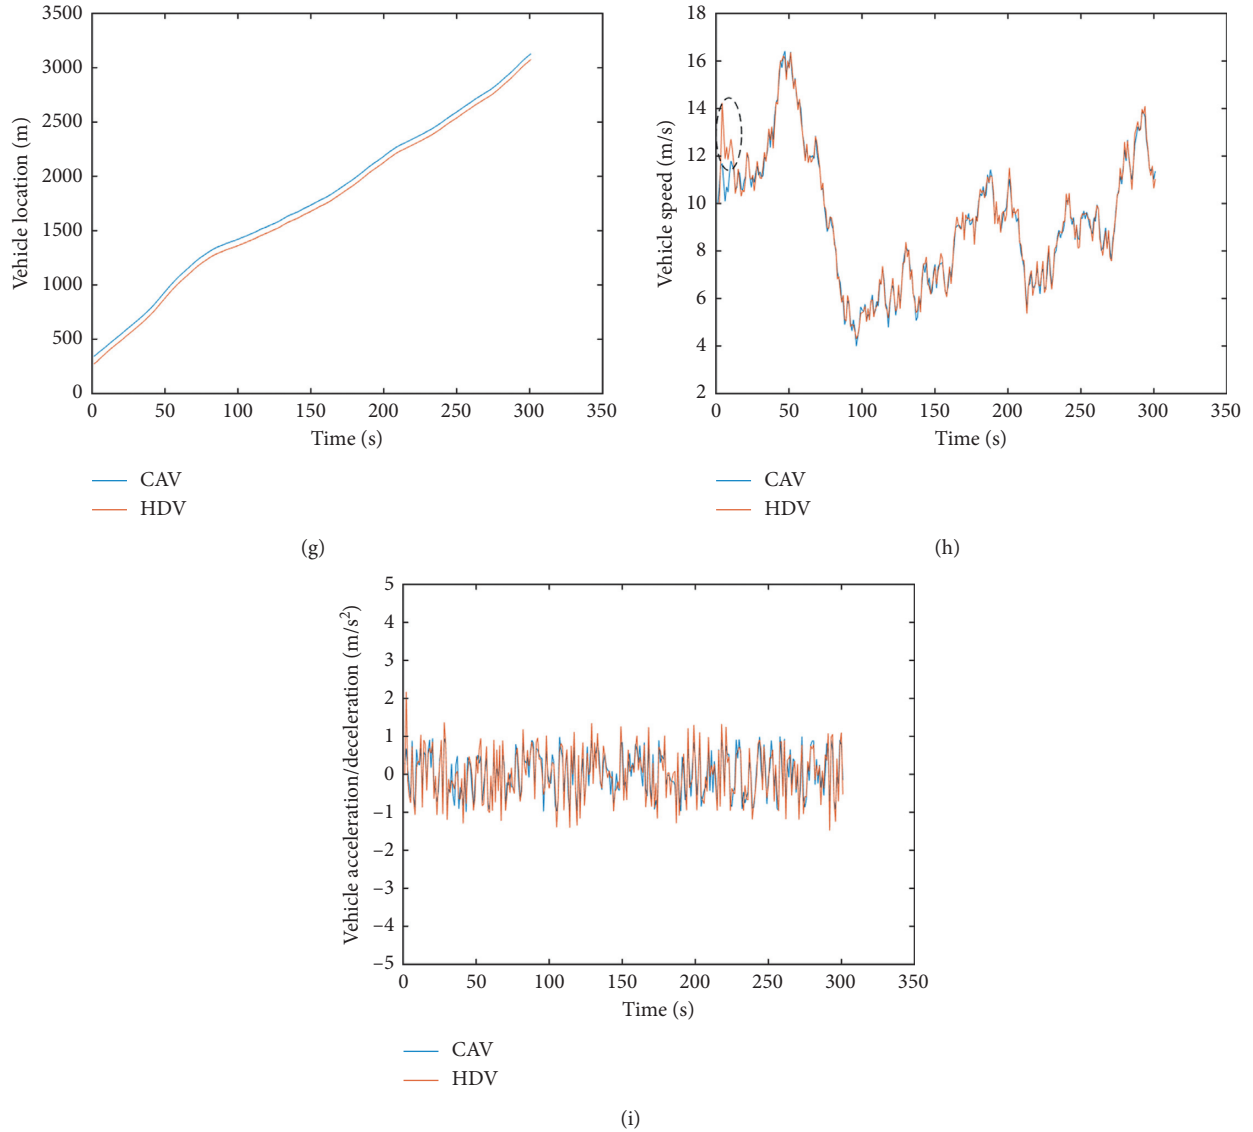 3500
3000
2500
2000
1500
1000
500
0
Vehicle location (m)
0 50 100 150 200 250 300 350
Time (s)
CAV
HDV
(g)
18
16
14
12
10
8
6
4
2
Vehicle speed (m/s)
0 50 100 150 200 250 300 350
Time (s)
CAV
HDV
(h)
5
4
3
2
1
0
−1
−2
−3
−4
−5
Vehicle acceleration/deceleration (m/s²)
0 50 100 150 200 250 300 350
Time (s)
CAV
HDV
(i)